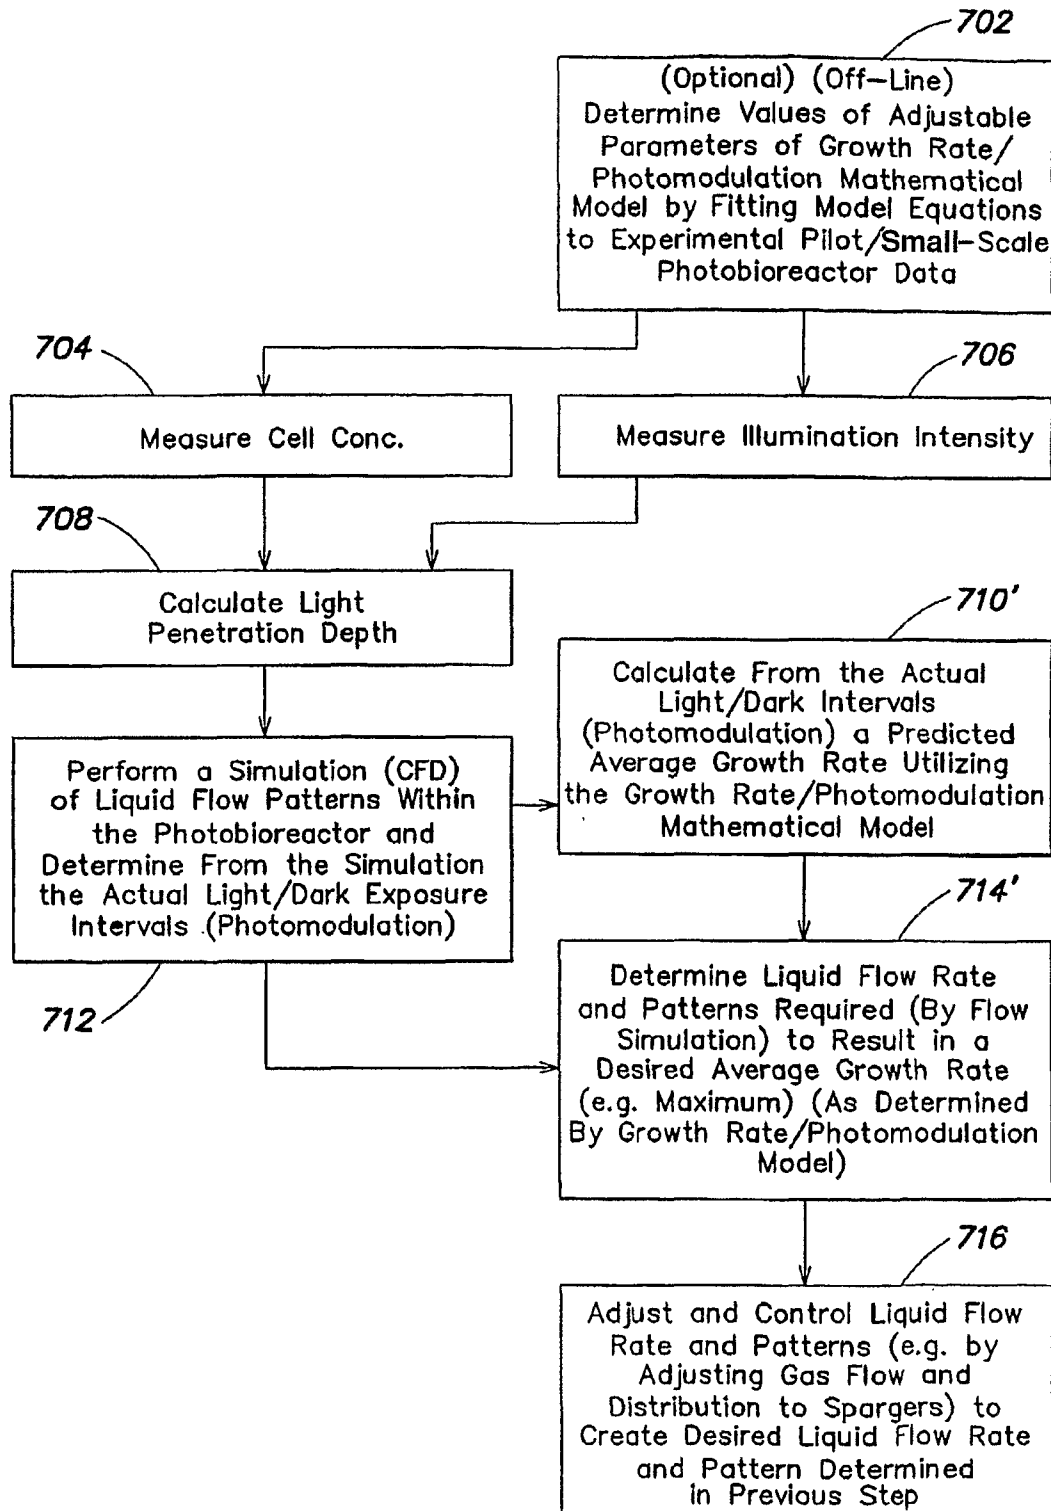 702
(Optional) (Off-Line)
Determine Values of Adjustable
Parameters of Growth Rate/
Photomodulation Mathematical
Model by Fitting Model Equations
to Experimental Pilot/Small-Scale
Photobioreactor Data
704
Measure Cell Conc.
706
Measure Illumination Intensity
708
Calculate Light
Penetration Depth
710'
Calculate From the Actual
Light/Dark Intervals
(Photomodulation) a Predicted
Average Growth Rate Utilizing
the Growth Rate/Photomodulation
Mathematical Model
Perform a Simulation (CFD)
of Liquid Flow Patterns Within
the Photobioreactor and
Determine From the Simulation
the Actual Light/Dark Exposure
Intervals (Photomodulation)
712
714'
Determine Liquid Flow Rate
and Patterns Required (By Flow
Simulation) to Result in a
Desired Average Growth Rate
(e.g. Maximum) (As Determined
By Growth Rate/Photomodulation
Model)
716
Adjust and Control Liquid Flow
Rate and Patterns (e.g. by
Adjusting Gas Flow and
Distribution to Spargers) to
Create Desired Liquid Flow Rate
and Pattern Determined
in Previous Step